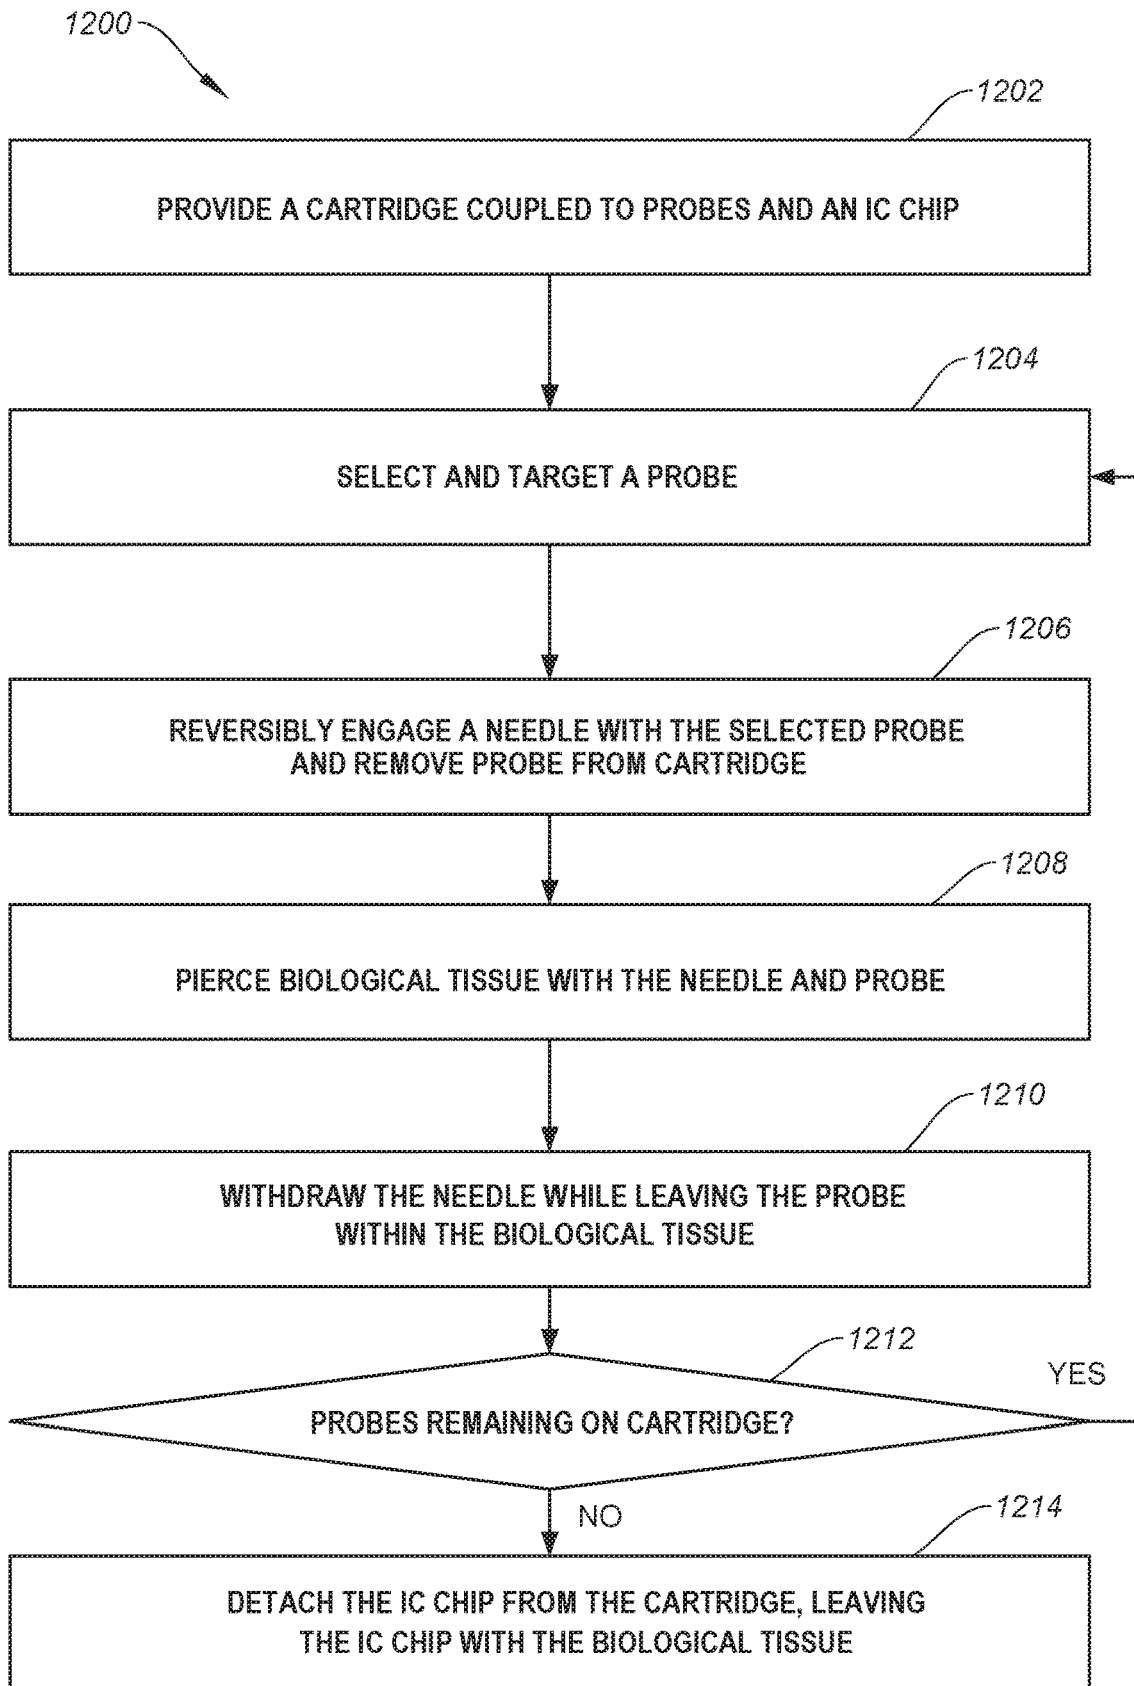 1200
1202
PROVIDE A CARTRIDGE COUPLED TO PROBES AND AN IC CHIP
1204
SELECT AND TARGET A PROBE
1206
REVERSIBLY ENGAGE A NEEDLE WITH THE SELECTED PROBE
AND REMOVE PROBE FROM CARTRIDGE
1208
PIERCE BIOLOGICAL TISSUE WITH THE NEEDLE AND PROBE
1210
WITHDRAW THE NEEDLE WHILE LEAVING THE PROBE
WITHIN THE BIOLOGICAL TISSUE
1212
YES
PROBES REMAINING ON CARTRIDGE?
NO
1214
DETACH THE IC CHIP FROM THE CARTRIDGE, LEAVING
THE IC CHIP WITH THE BIOLOGICAL TISSUE